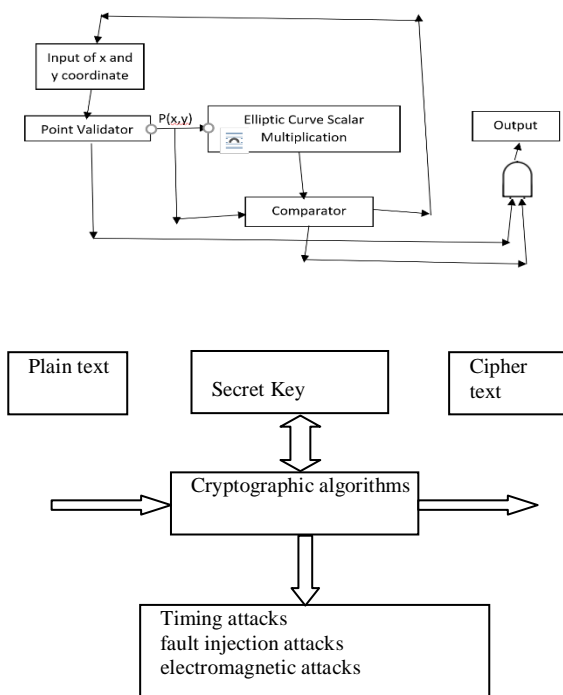 Input of x and
y coordinate
P(x,y)
Point Validator
Elliptic Curve Scalar
Multiplication
Output
Comparator
Plain text
Secret Key
Cipher
text
Cryptographic algorithms
Timing attacks
fault injection attacks
electromagnetic attacks